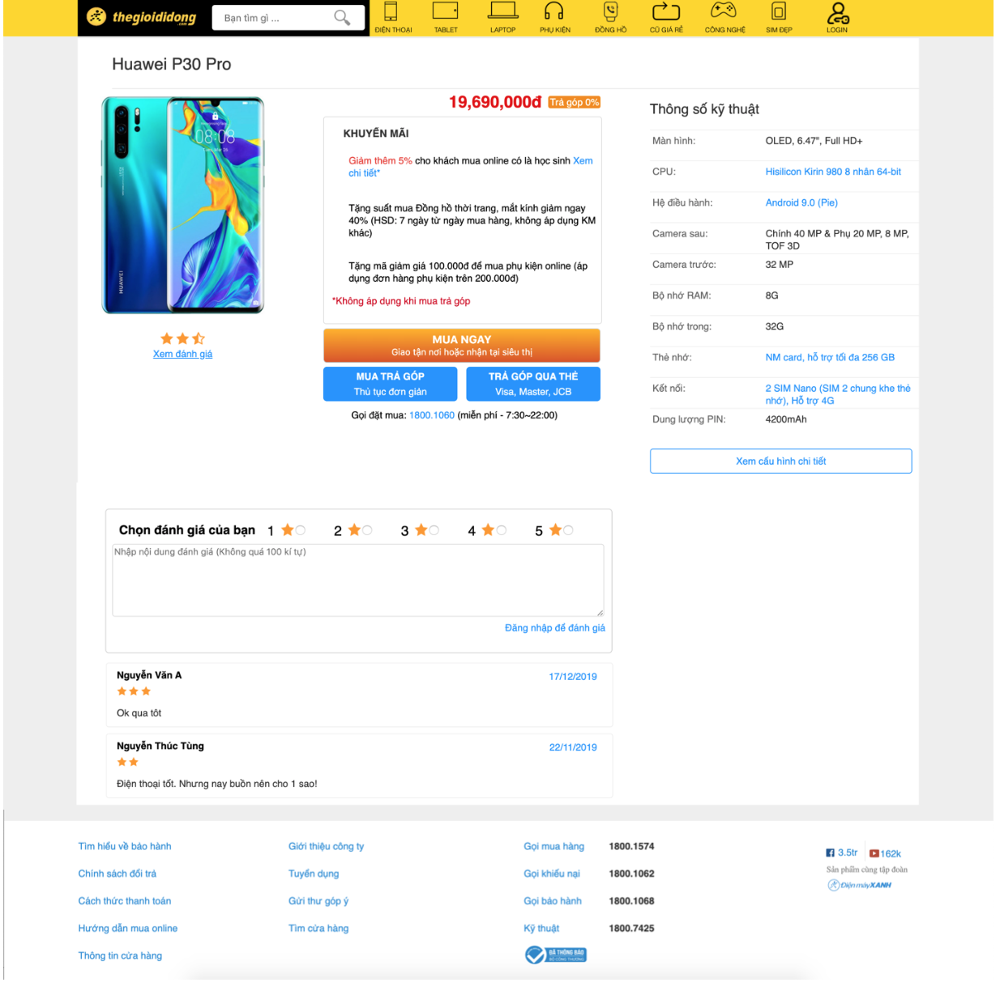 thegioididong
.com
Bạn tìm gì ...
ĐIỆN THOẠI
TABLET
LAPTOP
PHỤ KIỆN
ĐỒNG HỒ
CŨ GIÁ RẺ
CÔNG NGHỆ
SIM ĐẸP
LOGIN
Huawei P30 Pro
08:08
HUAWEI
Xem đánh giá
19,690,000đ Trả góp 0%
KHUYẾN MÃI
Giảm thêm 5% cho khách mua online có là học sinh Xem
chi tiết*
Tặng suất mua Đồng hồ thời trang, mắt kính giảm ngay
40% (HSD: 7 ngày từ ngày mua hàng, không áp dụng KM
khác)
Tặng mã giảm giá 100.000đ để mua phụ kiện online (áp
dụng đơn hàng phụ kiện trên 200.000đ)
*Không áp dụng khi mua trả góp
MUA NGAY
Giao tận nơi hoặc nhận tại siêu thị
MUA TRẢ GÓP
Thủ tục đơn giản
TRẢ GÓP QUA THẺ
Visa, Master, JCB
Gọi đặt mua: 1800.1060 (miễn phí - 7:30~22:00)
Thông số kỹ thuật
Màn hình: OLED, 6.47", Full HD+
CPU: Hisilicon Kirin 980 8 nhân 64-bit
Hệ điều hành: Android 9.0 (Pie)
Camera sau: Chính 40 MP & Phụ 20 MP, 8 MP,
TOF 3D
Camera trước: 32 MP
Bộ nhớ RAM: 8G
Bộ nhớ trong: 32G
Thẻ nhớ: NM card, hỗ trợ tối đa 256 GB
Kết nối: 2 SIM Nano (SIM 2 chung khe thẻ
nhớ), Hỗ trợ 4G
Dung lượng PIN: 4200mAh
Xem cấu hình chi tiết
Chọn đánh giá của bạn 1 2 3 4 5
Nhập nội dung đánh giá (Không quá 100 kí tự)
Đăng nhập để đánh giá
Nguyễn Văn A 17/12/2019
Ok qua tôt
Nguyễn Thúc Tùng 22/11/2019
Điện thoại tốt. Nhưng nay buồn nên cho 1 sao!
Tìm hiểu về bảo hành
Chính sách đổi trả
Cách thức thanh toán
Hướng dẫn mua online
Thông tin cửa hàng
Giới thiệu công ty
Tuyển dụng
Gửi thư góp ý
Tìm cửa hàng
Gọi mua hàng 1800.1574
Gọi khiếu nại 1800.1062
Gọi bảo hành 1800.1068
Kỹ thuật 1800.7425
ĐÃ THÔNG BÁO
BỘ CÔNG THƯƠNG
3.5tr 162k
Sản phẩm cùng tập đoàn
Điện máy XANH